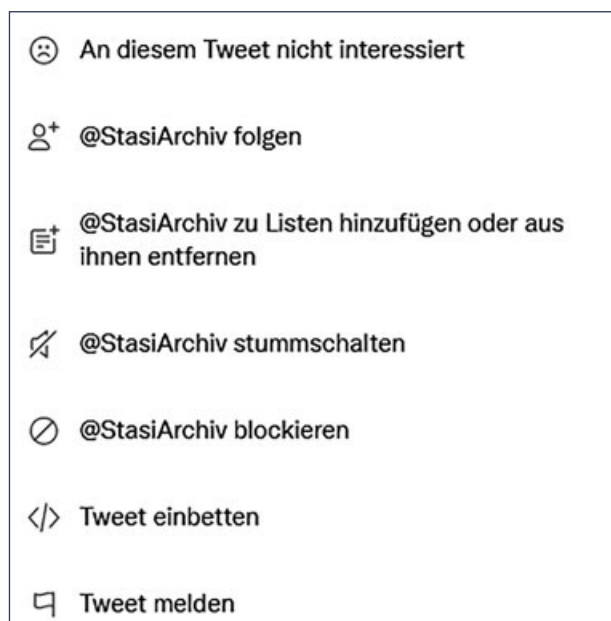 An diesem Tweet nicht interessiert
@StasiArchiv folgen
@StasiArchiv zu Listen hinzufügen oder aus
ihnen entfernen
@StasiArchiv stummschalten
@StasiArchiv blockieren
Tweet einbetten
Tweet melden